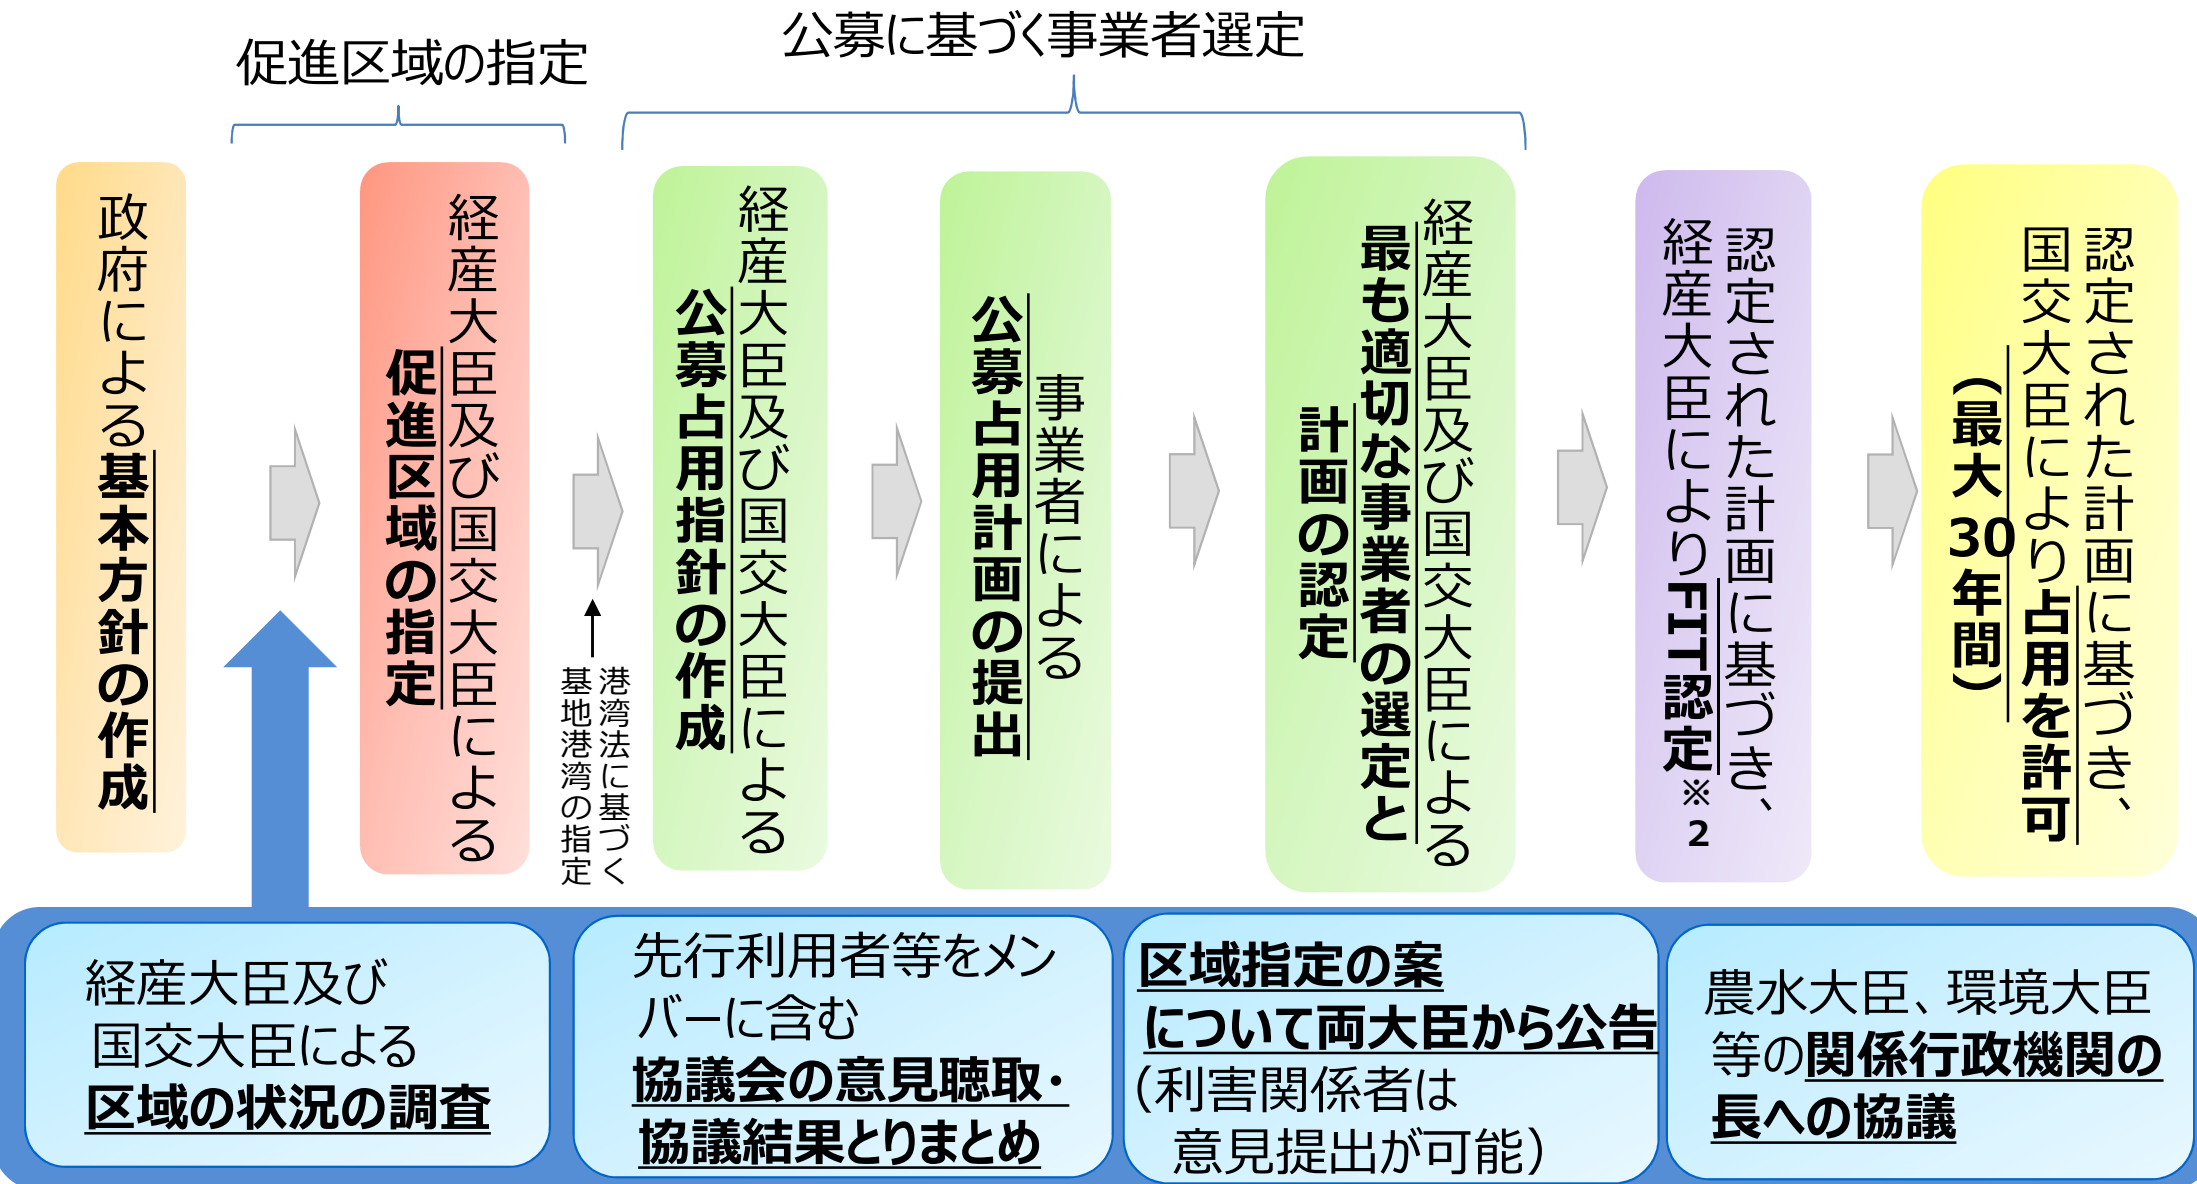 促進区域の指定
公募に基づく事業者選定
政府による基本方針の作成
経産大臣及び国交大臣による
促進区域の指定
港湾法に基づく
基地港湾の指定
経産大臣及び国交大臣による
公募占用指針の作成
事業者による
公募占用計画の提出
経産大臣及び国交大臣による
最も適切な事業者の選定と
計画の認定
認定された計画に基づき、
経産大臣によりFIT認定※2
認定された計画に基づき、
国交大臣により占用を許可
（最大30年間）
経産大臣及び
国交大臣による
区域の状況の調査
先行利用者等をメン
バーに含む
協議会の意見聴取・
協議結果とりまとめ
区域指定の案
について両大臣から公告
（利害関係者は
意見提出が可能）
農水大臣、環境大臣
等の関係行政機関の
長への協議